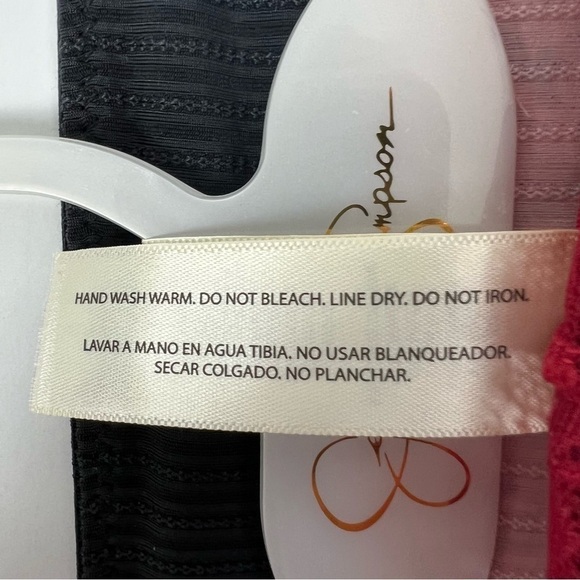 HAND WASH WARM. DO NOT BLEACH. LINE DRY. DO NOT IRON.
LAVAR A MANO EN AGUA TIBIA. NO USAR BLANQUEADOR.
SECAR COLGADO. NO PLANCHAR.